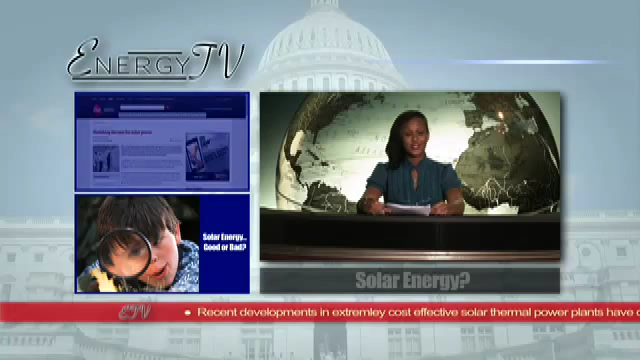 ENERGYTV
Solar Energy..
Good or Bad?
Solar Energy?
ETV
● Recent developments in extremley cost effective solar thermal power plants have